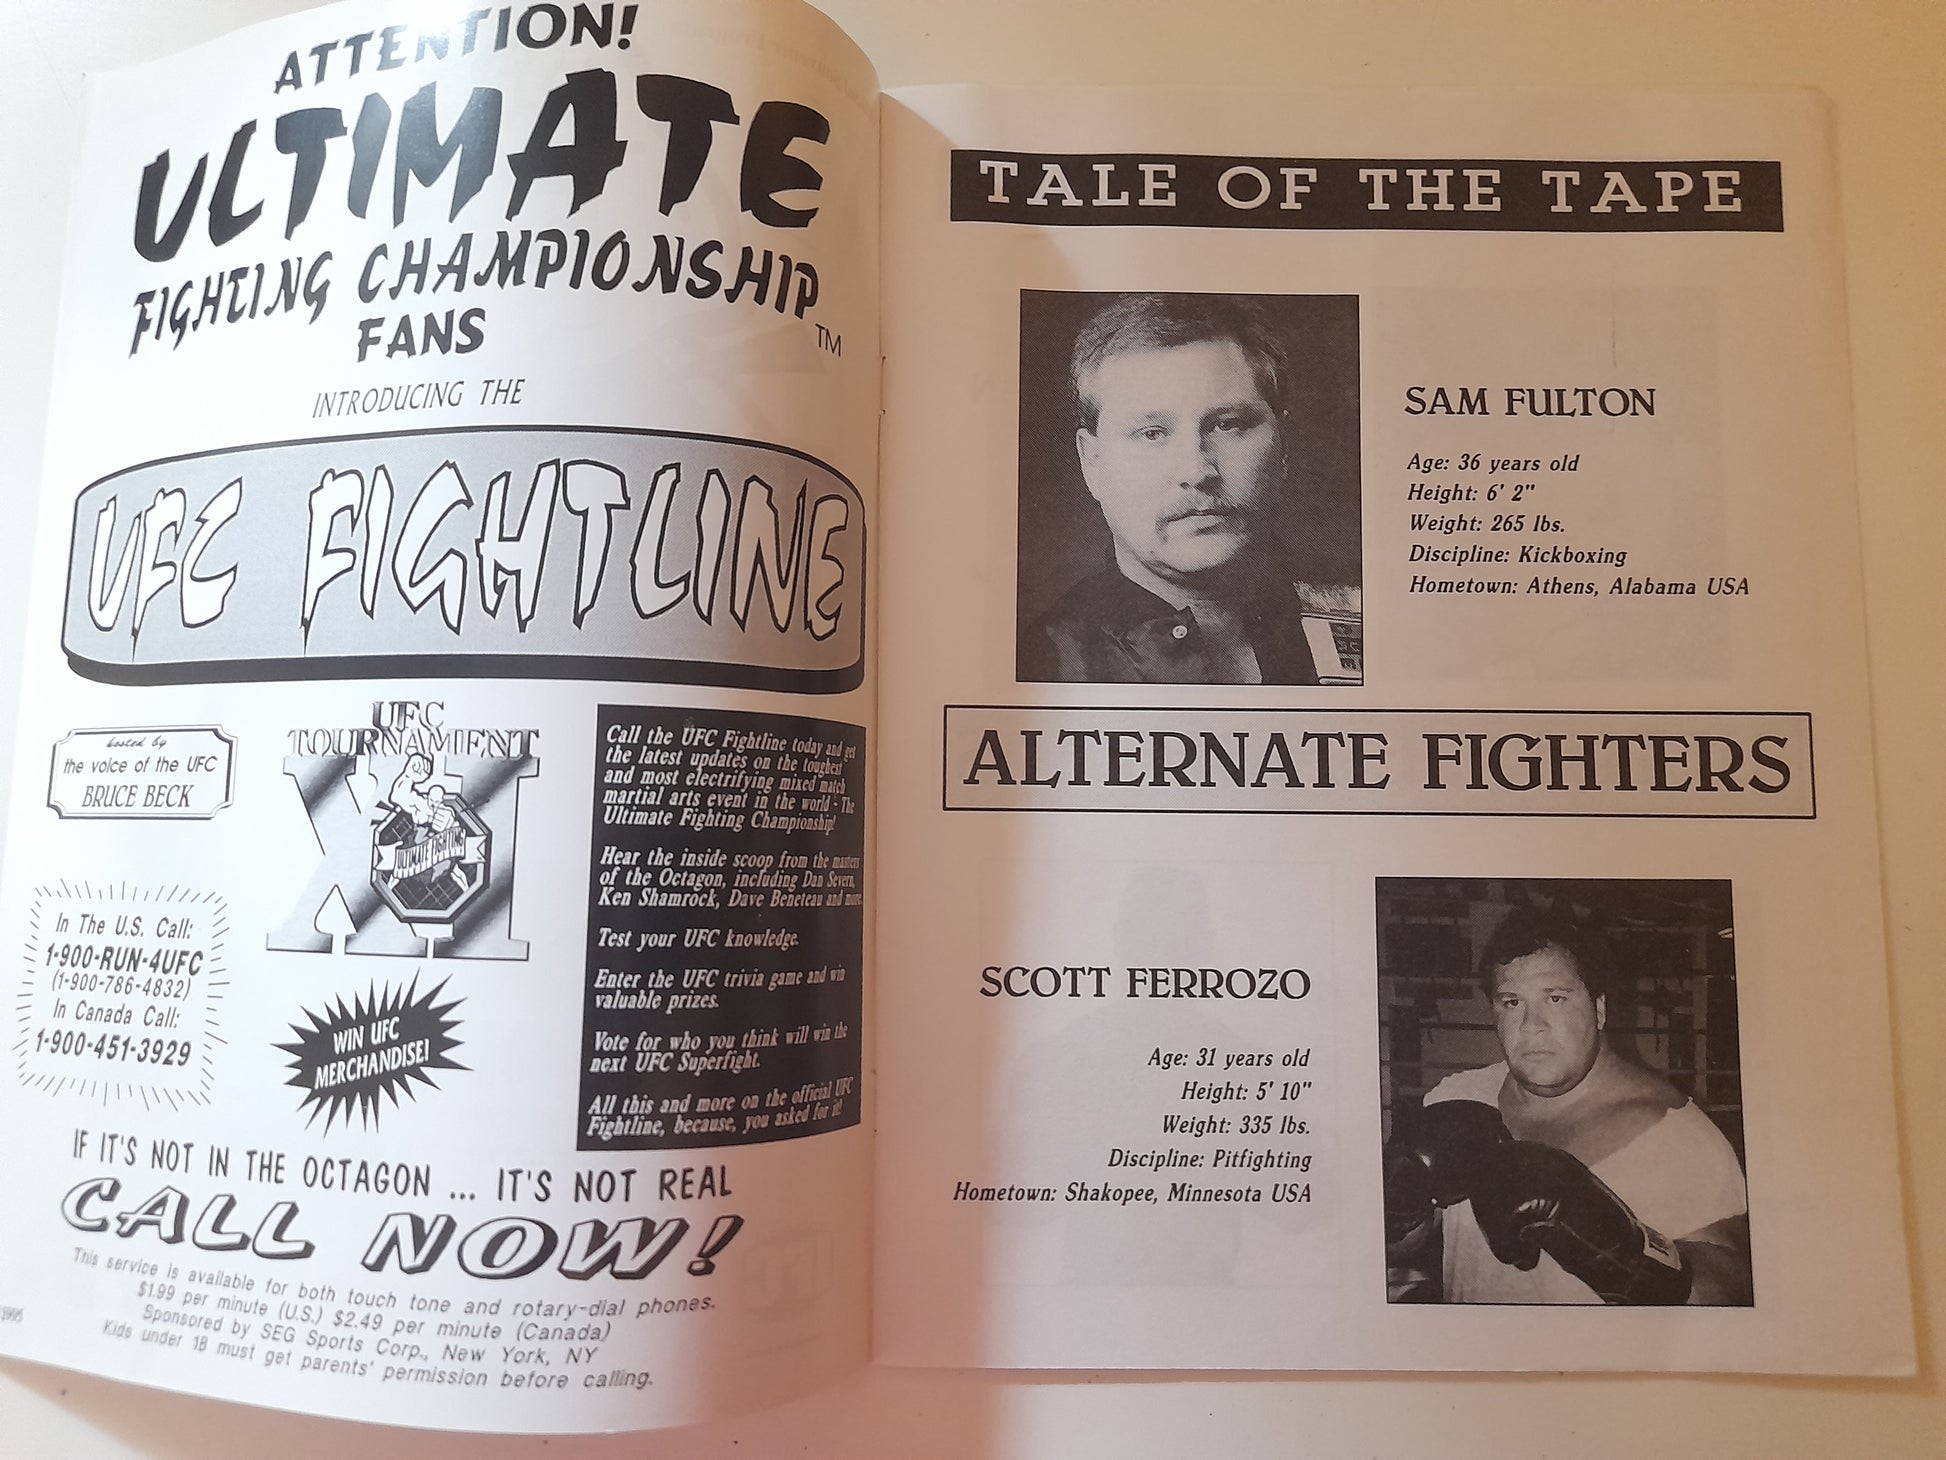 ATTENTION!
ULTIMATE
FIGHTING CHAMPIONSHIP
FANS
TM
INTRODUCING THE
UFC FIGHTLINE
hosted by
the voice of the UFC
BRUCE BECK
UFC
TOURNAMENT
XI
ULTIMATE FIGHTING
In The U.S. Call:
1-900-RUN-4UFC
(1-900-786-4832)
In Canada Call:
1-900-451-3929
WIN UFC
MERCHANDISE!
Call the UFC Fightline today and get
the latest updates on the toughest
and most electrifying mixed match
martial arts event in the world - The
Ultimate Fighting Championship!
Hear the inside scoop from the masters
of the Octagon, including Dan Severn,
Ken Shamrock, Dave Beneteau and more.
Test your UFC knowledge.
Enter the UFC trivia game and win
valuable prizes.
Vote for who you think will win the
next UFC Superfight.
All this and more on the official UFC
Fightline, because, you asked for it!
IF IT'S NOT IN THE OCTAGON ... IT'S NOT REAL
CALL NOW!
This service is available for both touch tone and rotary-dial phones.
$1.99 per minute (U.S.) $2.49 per minute (Canada)
Sponsored by SEG Sports Corp., New York, NY
Kids under 18 must get parents' permission before calling.
1995
TALE OF THE TAPE
SAM FULTON
Age: 36 years old
Height: 6' 2"
Weight: 265 lbs.
Discipline: Kickboxing
Hometown: Athens, Alabama USA
ALTERNATE FIGHTERS
SCOTT FERROZO
Age: 31 years old
Height: 5' 10"
Weight: 335 lbs.
Discipline: Pitfighting
Hometown: Shakopee, Minnesota USA